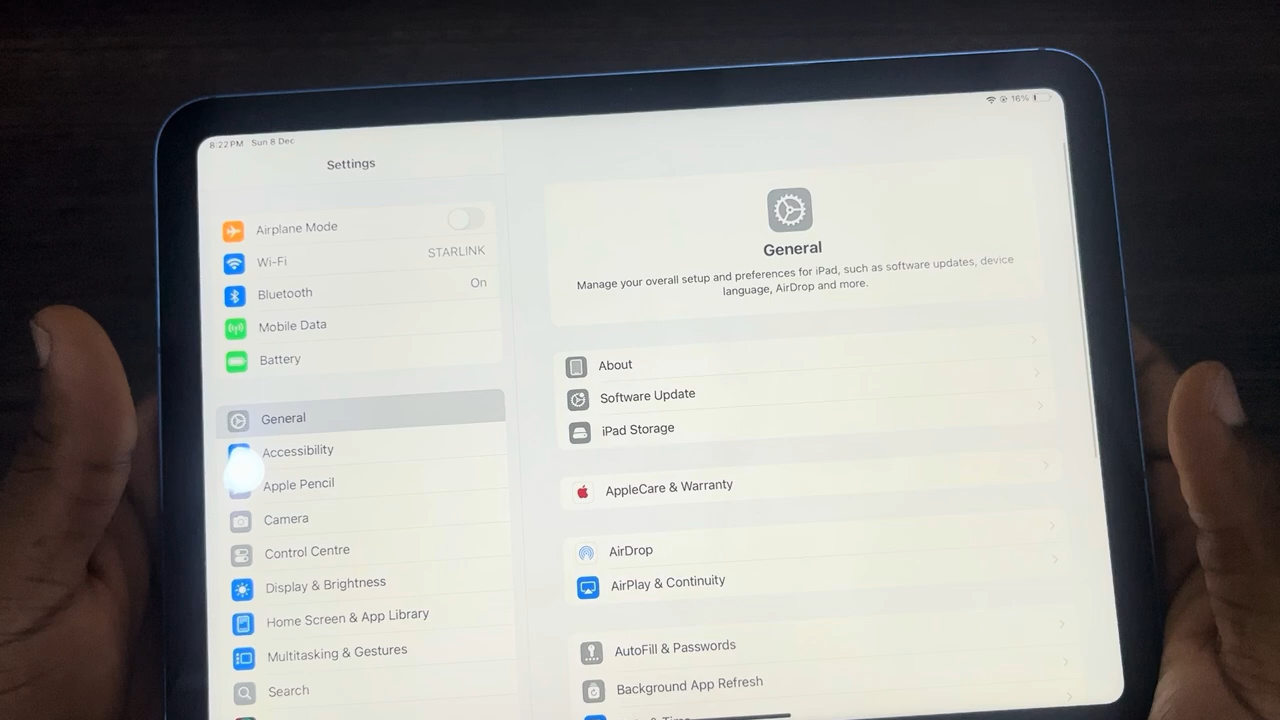 8:22 PM Sun 8 Dec
16%
Settings
Airplane Mode
Wi-Fi STARLINK
Bluetooth On
Mobile Data
Battery
General
Accessibility
Apple Pencil
Camera
Control Centre
Display & Brightness
Home Screen & App Library
Multitasking & Gestures
Search
General
Manage your overall setup and preferences for iPad, such as software updates, device
language, AirDrop and more.
About
Software Update
iPad Storage
AppleCare & Warranty
AirDrop
AirPlay & Continuity
AutoFill & Passwords
Background App Refresh